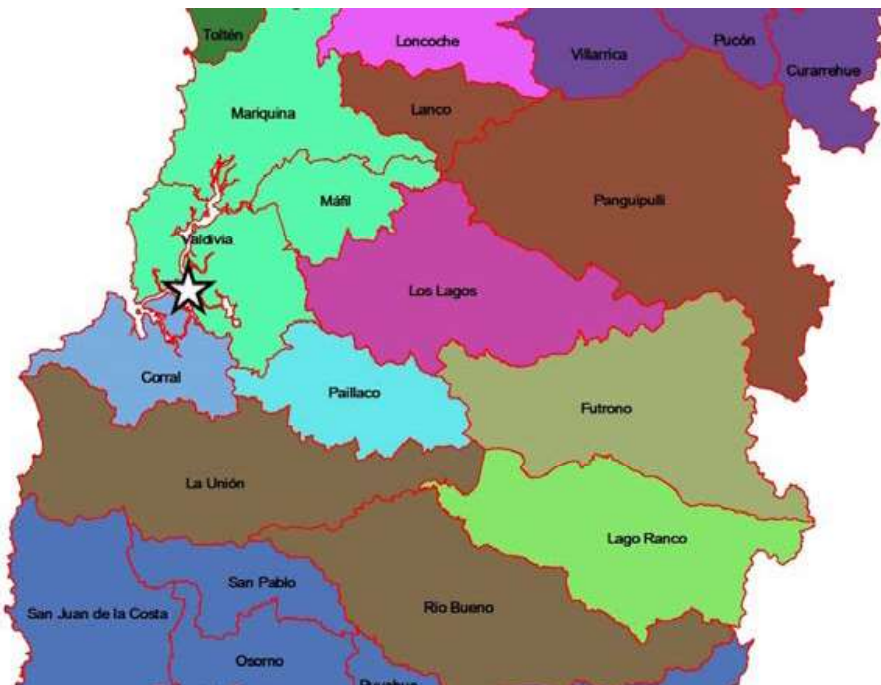 Toltén
Loncoche
Villarrica
Pucón
Curarrehue
Mariquina
Lanco
Máfil
Panguipulli
Valdivia
Los Lagos
Corral
Paillaco
Futrono
La Unión
Lago Ranco
San Pablo
San Juan de la Costa
Río Bueno
Osorno